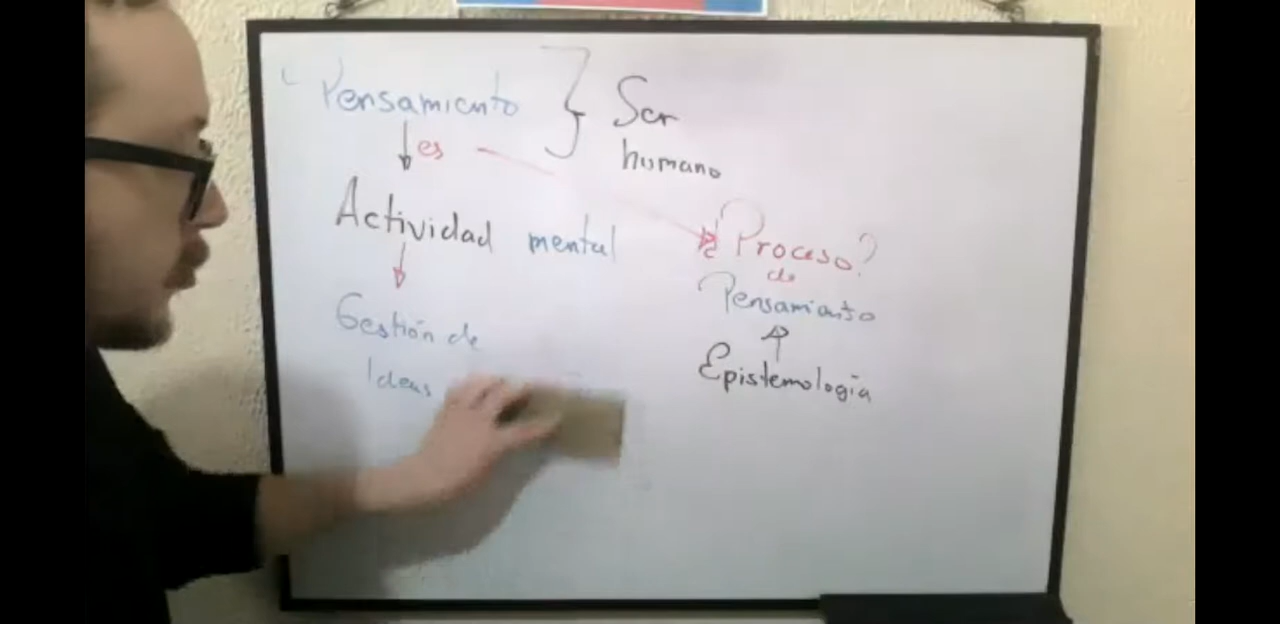 Pensamiento } Ser
humano
es
Actividad mental
¿Proceso?
de
Pensamiento
Gestión de
Ideas
Epistemología